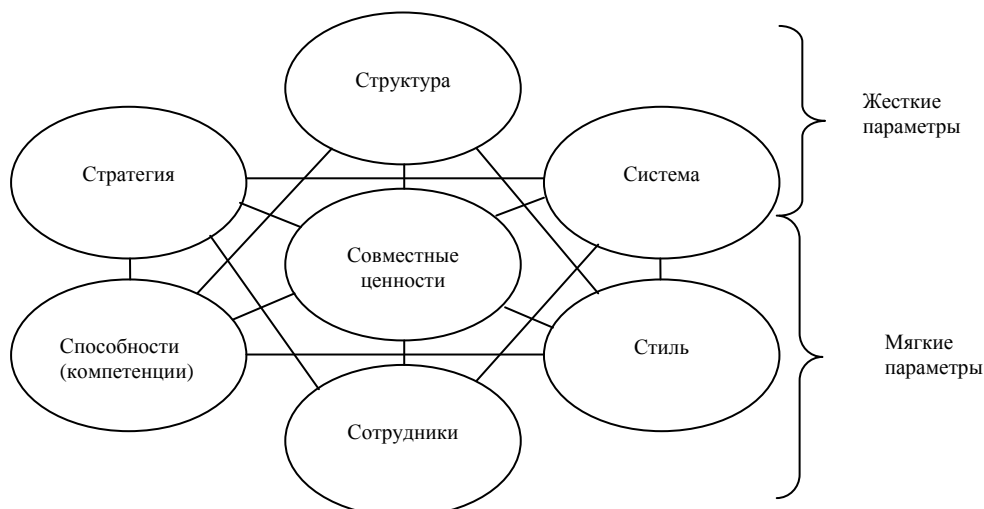 Структура
Жесткие
параметры
Стратегия
Система
Совместные
ценности
Способности
(компетенции)
Стиль
Мягкие
параметры
Сотрудники